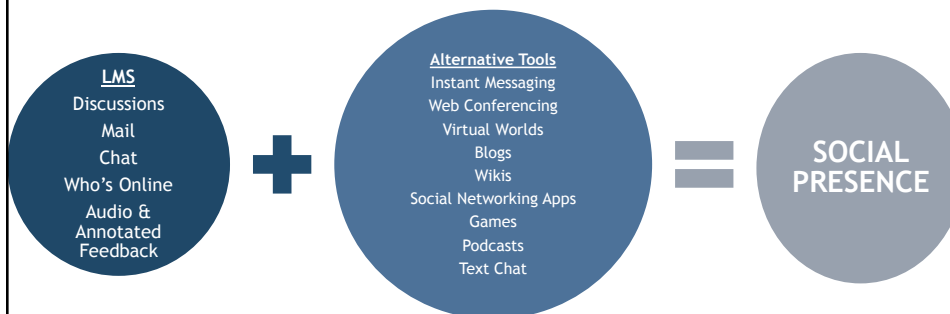 LMS
Discussions
Mail
Chat
Who's Online
Audio &
Annotated
Feedback
Alternative Tools
Instant Messaging
Web Conferencing
Virtual Worlds
Blogs
Wikis
Social Networking Apps
Games
Podcasts
Text Chat
SOCIAL
PRESENCE